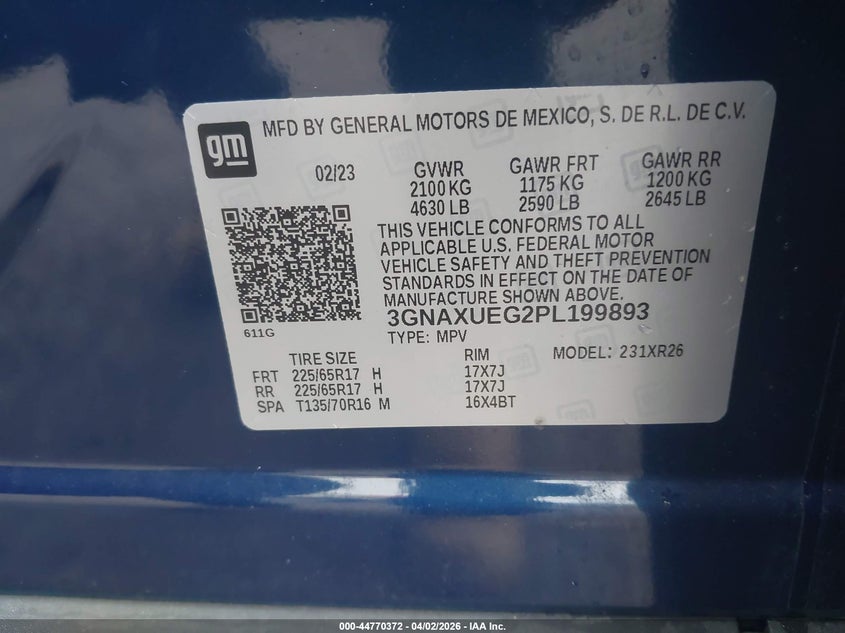 gm
MFD BY GENERAL MOTORS DE MEXICO, S. DE R.L. DE C.V.
02/23 GVWR GAWR FRT GAWR RR
2100 KG 1175 KG 1200 KG
4630 LB 2590 LB 2645 LB
THIS VEHICLE CONFORMS TO ALL
APPLICABLE U.S. FEDERAL MOTOR
VEHICLE SAFETY AND THEFT PREVENTION
STANDARDS IN EFFECT ON THE DATE OF
MANUFACTURE SHOWN ABOVE.
3GNAXUEG2PL199893
611G
TYPE: MPV
TIRE SIZE RIM MODEL: 231XR26
FRT 225/65R17 H 17X7J
RR 225/65R17 H 17X7J
SPA T135/70R16 M 16X4BT
000-44770372 - 04/02/2026 - IAA Inc.